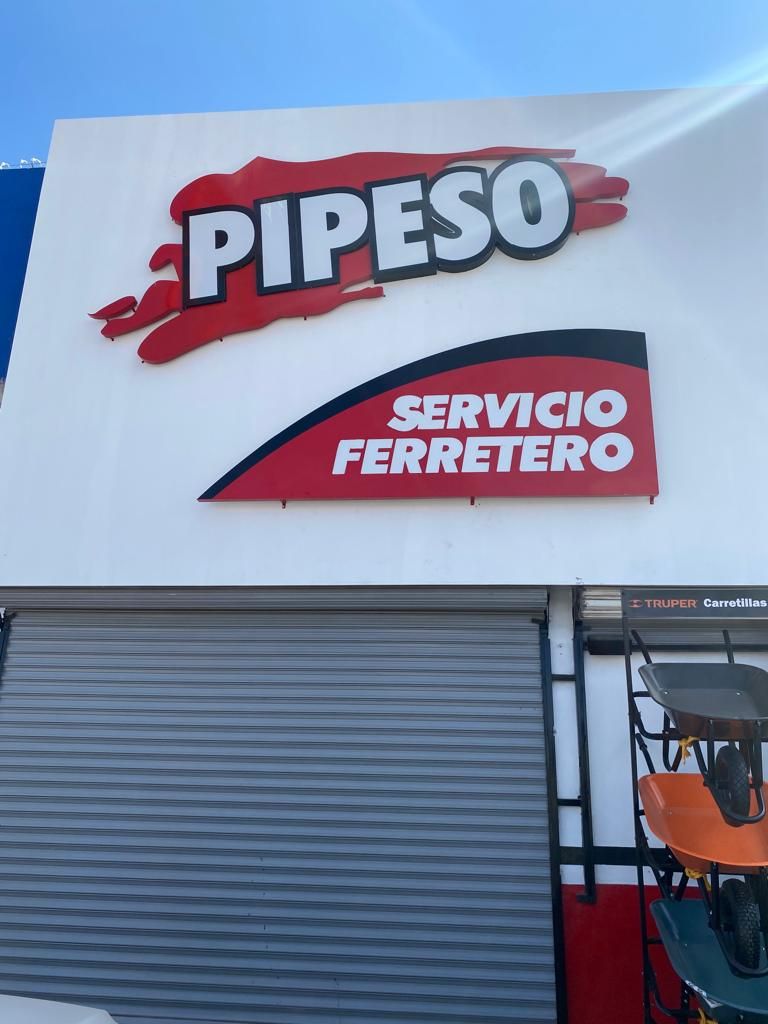 PIPESO
SERVICIO
FERRETERO
TRUPER Carretillas